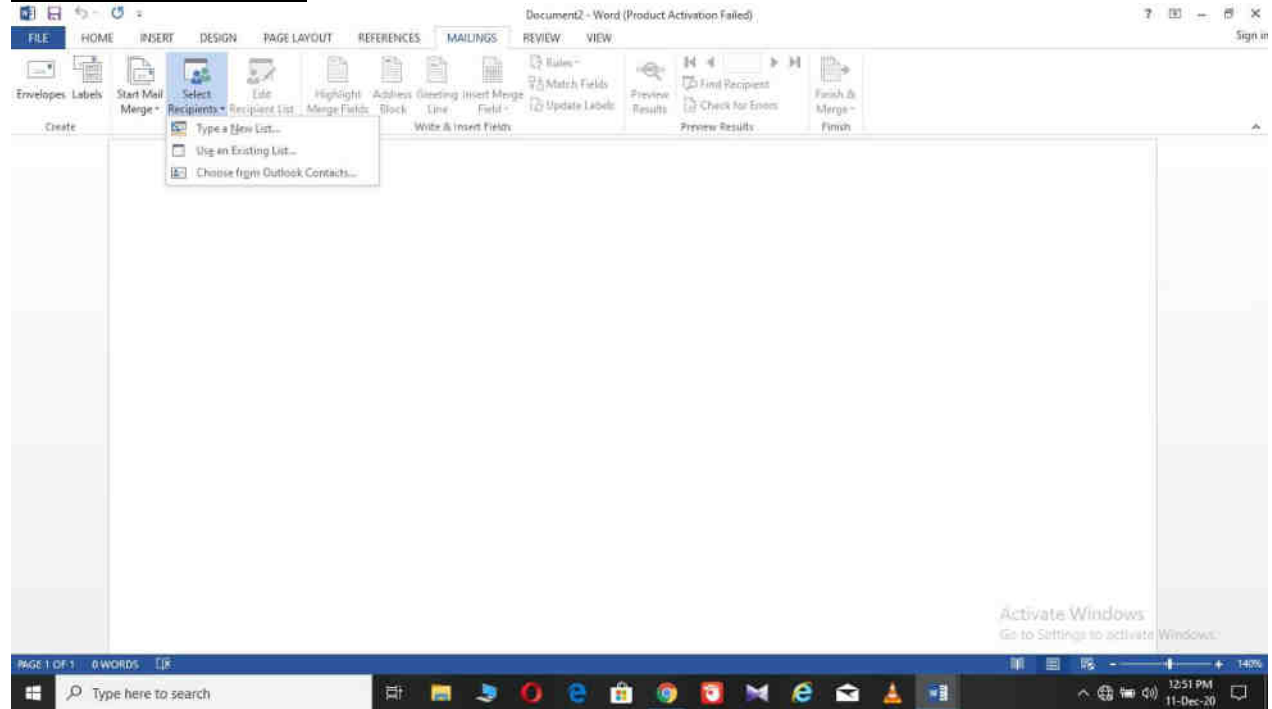 Document2 - Word (Product Activation Failed)
FILE HOME INSERT DESIGN PAGE LAYOUT REFERENCES MAILINGS REVIEW VIEW Sign in
Envelopes Labels
Start Mail Merge
Select Recipients
Edit Recipient List
Highlight Merge Fields
Address Block
Greeting Line
Insert Merge Field
Rules
Match Fields
Update Labels
Preview Results
Find Recipient
Check for Errors
Finish & Merge
Create
Write & Insert Fields
Preview Results
Finish
Type a New List...
Use an Existing List...
Choose from Outlook Contacts...
Activate Windows
Go to Settings to activate Windows.
PAGE 1 OF 1 0 WORDS 140%
Type here to search
12:51 PM
11-Dec-20